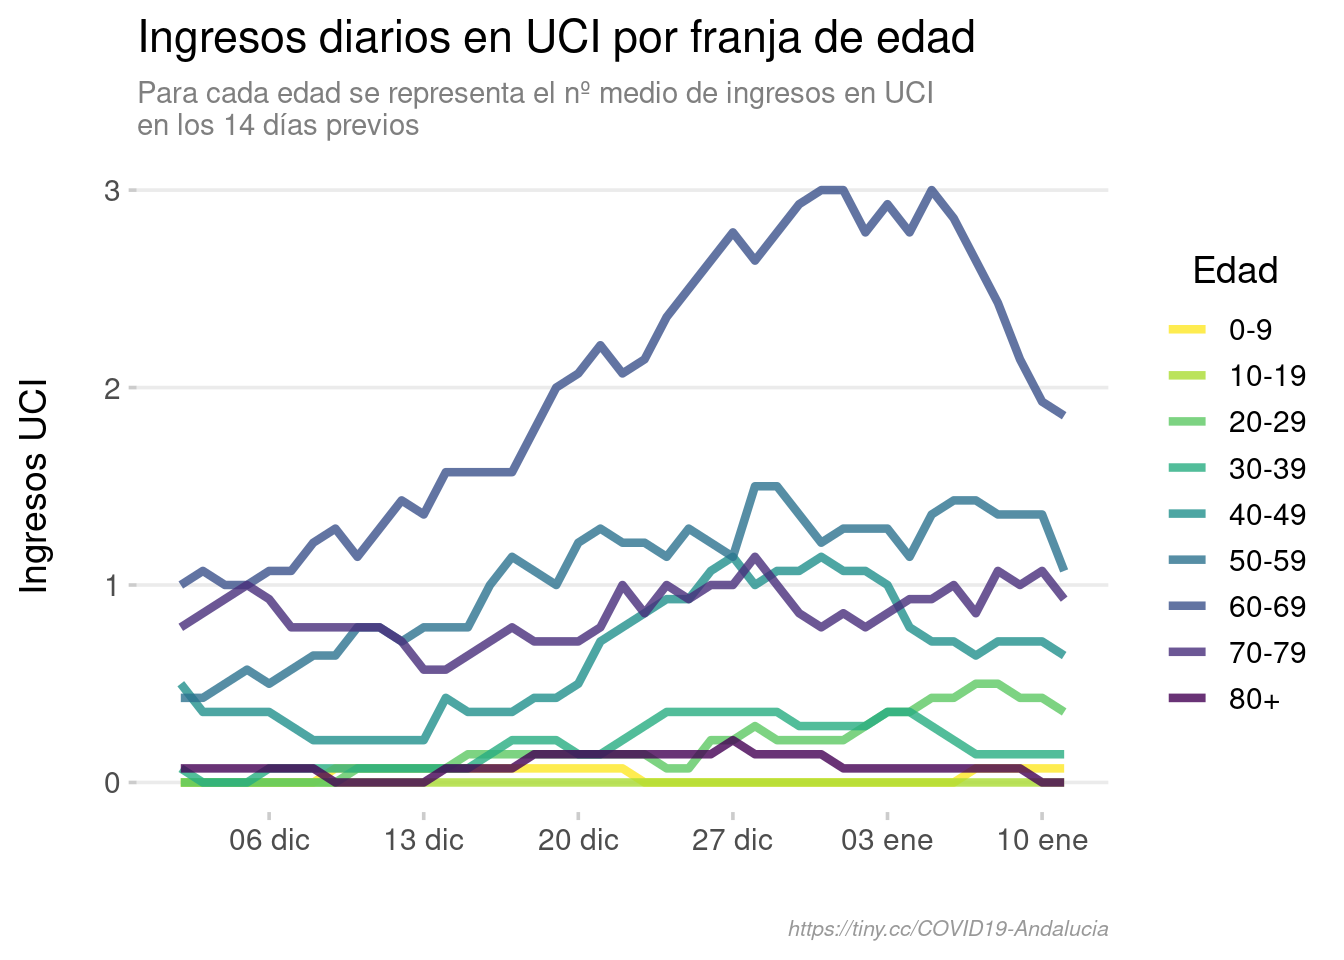 Ingresos diarios en UCI por franja de edad
Para cada edad se representa el nº medio de ingresos en UCI
en los 14 días previos
Ingresos UCI
3
2
1
0
06 dic
13 dic
20 dic
27 dic
03 ene
10 ene
Edad
0-9
10-19
20-29
30-39
40-49
50-59
60-69
70-79
80+
https://tiny.cc/COVID19-Andalucia